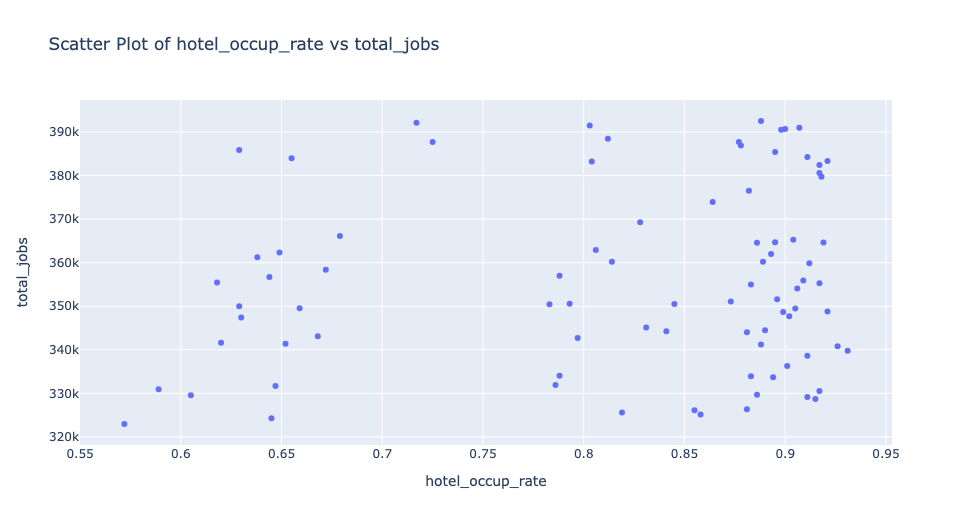 Scatter Plot of hotel_occup_rate vs total_jobs
390k
380k
370k
360k
350k
340k
330k
320k
total_jobs
0.55 0.6 0.65 0.7 0.75 0.8 0.85 0.9 0.95
hotel_occup_rate